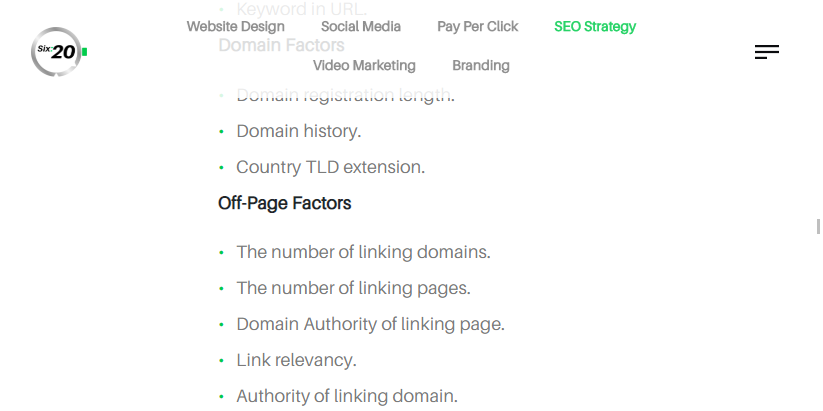 Keyword in URL.
Website Design Social Media Pay Per Click SEO Strategy
Domain Factors
Six:20
Video Marketing Branding
Domain registration length.
Domain history.
Country TLD extension.
Off-Page Factors
The number of linking domains.
The number of linking pages.
Domain Authority of linking page.
Link relevancy.
Authority of linking domain.